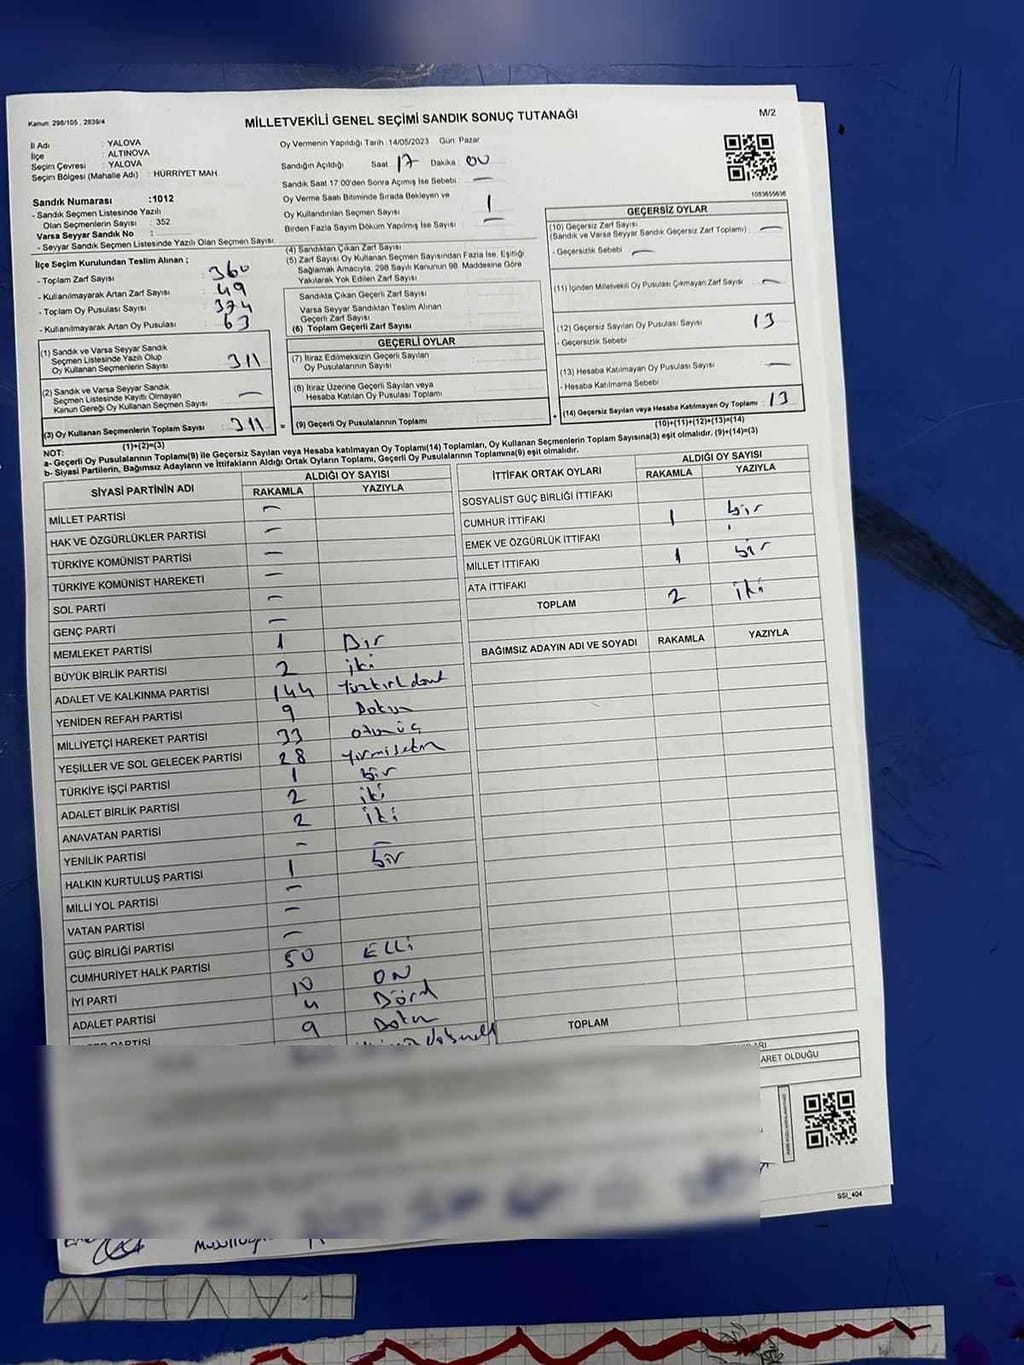 Kanun: 298/105 , 2839/4
MİLLETVEKİLİ GENEL SEÇİMİ SANDIK SONUÇ TUTANAĞI
M/2
İl Adı : YALOVA
İlçe : ALTINOVA
Seçim Çevresi : YALOVA
Seçim Bölgesi (Mahalle Adı) : HÜRRİYET MAH.
Oy Vermenin Yapıldığı Tarih :14/05/2023 Gün: Pazar
Sandığın Açıldığı Saat : 17 Dakika : 00
Sandık Saat 17:00'den Sonra Açılmış İse Sebebi : —
Oy Verme Saati Bitiminde Sırada Bekleyen ve
Oy Kullandırılan Seçmen Sayısı : 1
Birden Fazla Sayım Döküm Yapılmış İse Sayısı : —
Sandık Numarası :1012
- Sandık Seçmen Listesinde Yazılı
Olan Seçmenlerin Sayısı : 352
Varsa Seyyar Sandık No :
- Seyyar Sandık Seçmen Listesinde Yazılı Olan Seçmen Sayısı:
İlçe Seçim Kurulundan Teslim Alınan ;
- Toplam Zarf Sayısı : 360
- Kullanılmayarak Artan Zarf Sayısı : 49
- Toplam Oy Pusulası Sayısı : 374
- Kullanılmayarak Artan Oy Pusulası : 63
(1) Sandık ve Varsa Seyyar Sandık
Seçmen Listesinde Yazılı Olup
Oy Kullanan Seçmenlerin Sayısı : 311
(2) Sandık ve Varsa Seyyar Sandık
Seçmen Listesinde Kayıtlı Olmayan
Kanun Gereği Oy Kullanan Seçmen Sayısı : —
(3) Oy Kullanan Seçmenlerin Toplam Sayısı : 311
(1)+(2)=(3)
(4) Sandıktan Çıkan Zarf Sayısı :
(5) Zarf Sayısı Oy Kullanan Seçmen Sayısından Fazla İse, Eşitliği
Sağlamak Amacıyla, 298 Sayılı Kanunun 98. Maddesine Göre
Yakılarak Yok Edilen Zarf Sayısı :
Sandıkta Çıkan Geçerli Zarf Sayısı :
Varsa Seyyar Sandıktan Teslim Alınan
Geçerli Zarf Sayısı :
(6) Toplam Geçerli Zarf Sayısı :
GEÇERLİ OYLAR
(7) İtiraz Edilmeksizin Geçerli Sayılan
Oy Pusulalarının Sayısı :
(8) İtiraz Üzerine Geçerli Sayılan veya
Hesaba Katılan Oy Pusulası Toplamı :
= (9) Geçerli Oy Pusulalarının Toplamı : +
1083655636
GEÇERSİZ OYLAR
(10) Geçersiz Zarf Sayısı
(Sandık ve Varsa Seyyar Sandık Geçersiz Zarf Toplamı) : —
- Geçersizlik Sebebi : —
(11) İçinden Milletvekili Oy Pusulası Çıkmayan Zarf Sayısı : —
(12) Geçersiz Sayılan Oy Pusulası Sayısı : 13
- Geçersizlik Sebebi :
(13) Hesaba Katılmayan Oy Pusulası Sayısı : —
- Hesaba Katılmama Sebebi :
(14) Geçersiz Sayılan veya Hesaba Katılmayan Oy Toplamı : 13
(10)+(11)+(12)+(13)=(14)
NOT:
a- Geçerli Oy Pusulalarının Toplamı(9) ile Geçersiz Sayılan veya Hesaba katılmayan Oy Toplamı(14) Toplamları, Oy Kullanan Seçmenlerin Toplam Sayısına(3) eşit olmalıdır. (9)+(14)=(3)
b- Siyasi Partilerin, Bağımsız Adayların ve İttifakların Aldığı Ortak Oyların Toplamı, Geçerli Oy Pusulalarının Toplamına(9) eşit olmalıdır.
SİYASİ PARTİNİN ADI ALDIĞI OY SAYISI
RAKAMLA YAZIYLA
MİLLET PARTİSİ —
HAK VE ÖZGÜRLÜKLER PARTİSİ —
TÜRKİYE KOMÜNİST PARTİSİ —
TÜRKİYE KOMÜNİST HAREKETİ —
SOL PARTİ —
GENÇ PARTİ —
MEMLEKET PARTİSİ 1 Bir
BÜYÜK BİRLİK PARTİSİ 2 iki
ADALET VE KALKINMA PARTİSİ 144 Yüzkırkdört
YENİDEN REFAH PARTİSİ 9 Dokuz
MİLLİYETÇİ HAREKET PARTİSİ 33 otuzüç
YEŞİLLER VE SOL GELECEK PARTİSİ 28 Yirmisekiz
TÜRKİYE İŞÇİ PARTİSİ 1 bir
ADALET BİRLİK PARTİSİ 2 iki
ANAVATAN PARTİSİ 2 iki
YENİLİK PARTİSİ — —
HALKIN KURTULUŞ PARTİSİ 1 bir
MİLLİ YOL PARTİSİ —
VATAN PARTİSİ —
GÜÇ BİRLİĞİ PARTİSİ —
CUMHURİYET HALK PARTİSİ 50 ELLi
İYİ PARTİ 10 ON
ADALET PARTİSİ 4 Dört
PARTİSİ 9 Dokuz
İTTİFAK ORTAK OYLARI ALDIĞI OY SAYISI
RAKAMLA YAZIYLA
SOSYALİST GÜÇ BİRLİĞİ İTTİFAKI
CUMHUR İTTİFAKI 1 bir
EMEK VE ÖZGÜRLÜK İTTİFAKI
MİLLET İTTİFAKI 1 bir
ATA İTTİFAKI
TOPLAM 2 iki
BAĞIMSIZ ADAYIN ADI VE SOYADI RAKAMLA YAZIYLA
TOPLAM
ARET OLDUĞU
SSİ_404